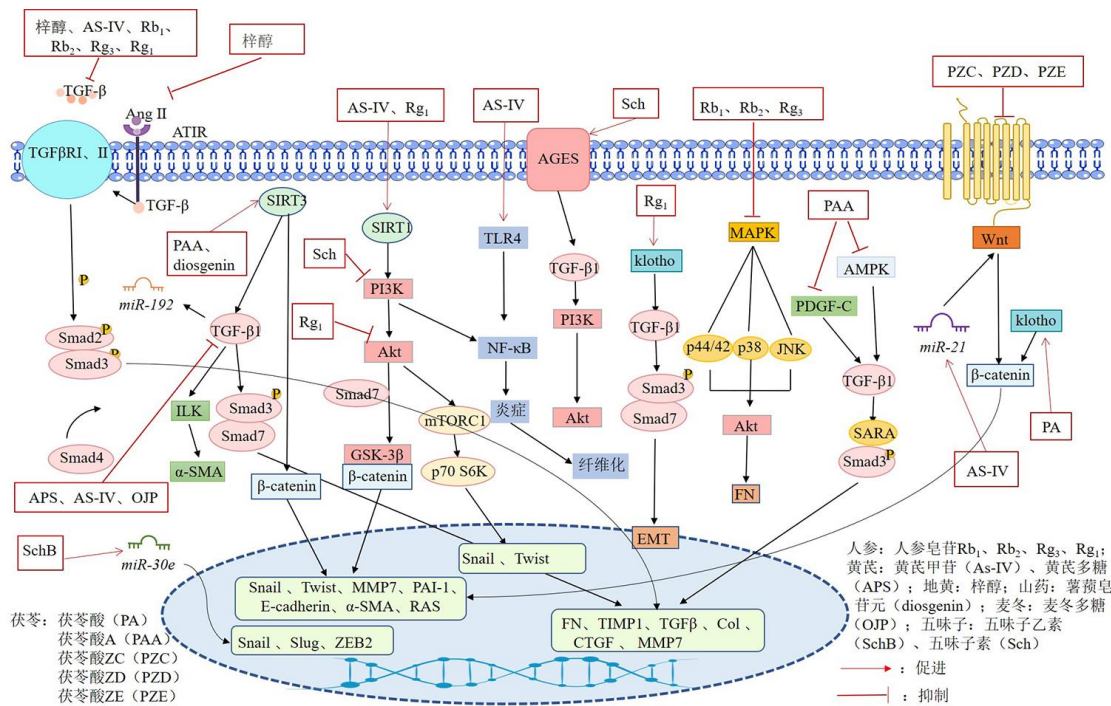 梓醇、AS-IV、Rb₁、
Rb₂、Rg₃、Rg₁
梓醇
TGF-β
Ang II
ATIR
TGFβRI、II
TGF-β
AS-IV、Rg₁
AS-IV
Sch
AGES
Rb₁、Rb₂、Rg₃
PZC、PZD、PZE
SIRT3
PAA、
diosgenin
SIRT1
Sch
PI3K
TLR4
Rg₁
klotho
MAPK
PAA
AMPK
Wnt
P
miR-192
TGF-β1
Rg₁
Akt
NF-κB
TGF-β1
PI3K
TGF-β1
PDGF-C
klotho
miR-21
Smad2
P
Smad3
P
p44/42
p38
JNK
TGF-β1
β-catenin
ILK
Smad3
P
Smad7
Smad7
mTORC1
炎症
Akt
Smad3
P
Smad7
Akt
SARA
Smad3
P
PA
Smad4
α-SMA
GSK-3β
β-catenin
p70 S6K
纤维化
FN
AS-IV
APS、AS-IV、OJP
β-catenin
EMT
SchB
miR-30e
Snail 、Twist
Snail 、Twist、MMP7、PAI-1、
E-cadherin、α-SMA、RAS
Snail 、Slug、ZEB2
FN、TIMP1、TGFβ 、Col 、
CTGF 、 MMP7
茯苓：茯苓酸（PA）
茯苓酸A（PAA）
茯苓酸ZC（PZC）
茯苓酸ZD（PZD）
茯苓酸ZE（PZE）
人参：人参皂苷Rb₁、Rb₂、Rg₃、Rg₁；
黄芪：黄芪甲苷（As-IV）、黄芪多糖
（APS）；地黄：梓醇；山药：薯蓣皂
苷元（diosgenin）；麦冬：麦冬多糖
（OJP）；五味子：五味子乙素
（SchB）、五味子素（Sch）
：促进
：抑制